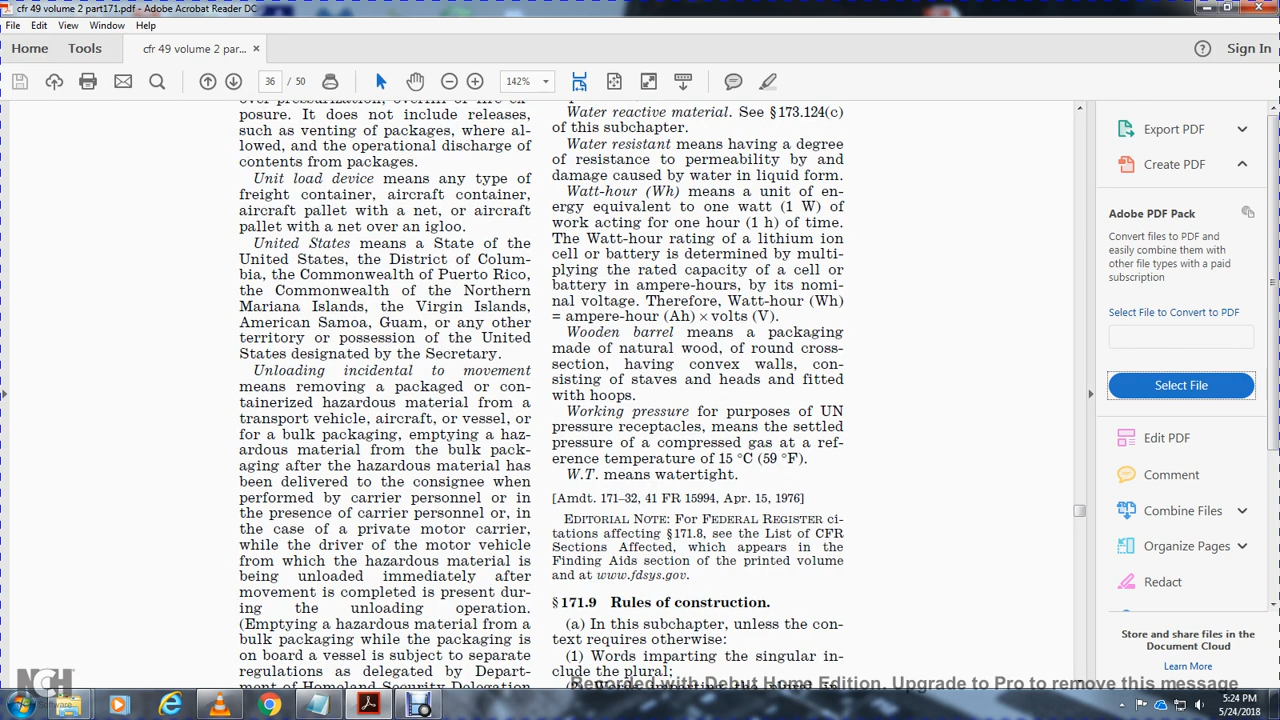 cfr 49 volume 2 part171.pdf - Adobe Acrobat Reader DC
File Edit View Window Help
Home Tools cfr 49 volume 2 par... × Sign In
36 / 50 142%
over pressurization, overfill or fire ex-
posure. It does not include releases,
such as venting of packages, where al-
lowed, and the operational discharge of
contents from packages.
Unit load device means any type of
freight container, aircraft container,
aircraft pallet with a net, or aircraft
pallet with a net over an igloo.
United States means a State of the
United States, the District of Colum-
bia, the Commonwealth of Puerto Rico,
the Commonwealth of the Northern
Mariana Islands, the Virgin Islands,
American Samoa, Guam, or any other
territory or possession of the United
States designated by the Secretary.
Unloading incidental to movement
means removing a packaged or con-
tainerized hazardous material from a
transport vehicle, aircraft, or vessel, or
for a bulk packaging, emptying a haz-
ardous material from the bulk pack-
aging after the hazardous material has
been delivered to the consignee when
performed by carrier personnel or in
the presence of carrier personnel or, in
the case of a private motor carrier,
while the driver of the motor vehicle
from which the hazardous material is
being unloaded immediately after
movement is completed is present dur-
ing the unloading operation.
(Emptying a hazardous material from a
bulk packaging while the packaging is
on board a vessel is subject to separate
regulations as delegated by Depart-
ment of Homeland Security Delegation
Water reactive material. See §173.124(c)
of this subchapter.
Water resistant means having a degree
of resistance to permeability by and
damage caused by water in liquid form.
Watt-hour (Wh) means a unit of en-
ergy equivalent to one watt (1 W) of
work acting for one hour (1 h) of time.
The Watt-hour rating of a lithium ion
cell or battery is determined by multi-
plying the rated capacity of a cell or
battery in ampere-hours, by its nomi-
nal voltage. Therefore, Watt-hour (Wh)
= ampere-hour (Ah) × volts (V).
Wooden barrel means a packaging
made of natural wood, of round cross-
section, having convex walls, con-
sisting of staves and heads and fitted
with hoops.
Working pressure for purposes of UN
pressure receptacles, means the settled
pressure of a compressed gas at a ref-
erence temperature of 15 °C (59 °F).
W.T. means watertight.
[Amdt. 171–32, 41 FR 15994, Apr. 15, 1976]
EDITORIAL NOTE: For FEDERAL REGISTER ci-
tations affecting §171.8, see the List of CFR
Sections Affected, which appears in the
Finding Aids section of the printed volume
and at www.fdsys.gov.
§171.9 Rules of construction.
(a) In this subchapter, unless the con-
text requires otherwise:
(1) Words imparting the singular in-
clude the plural;
Export PDF
Create PDF
Adobe PDF Pack
Convert files to PDF and
easily combine them with
other file types with a paid
subscription
Select File to Convert to PDF
Select File
Edit PDF
Comment
Combine Files
Organize Pages
Redact
Store and share files in the
Document Cloud
Learn More
NCH
Software
Recorded with Debut Home Edition. Upgrade to Pro to remove this message
5:24 PM
5/24/2018